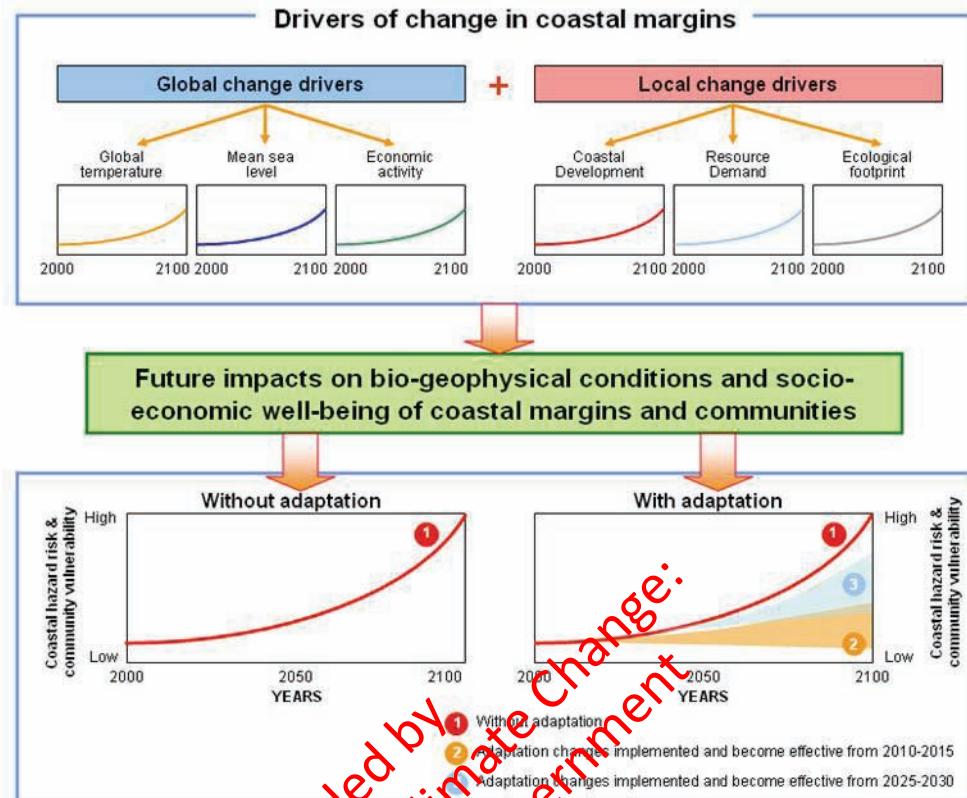 Drivers of change in coastal margins
Global change drivers
+
Local change drivers
Global
temperature
Mean sea
level
Economic
activity
Coastal
Development
Resource
Demand
Ecological
footprint
2000
2100
2000
2100
2000
2100
2000
2100
2000
2100
2000
2100
Future impacts on bio-geophysical conditions and socio-
economic well-being of coastal margins and communities
Without adaptation
Coastal hazard risk &
community vulnerability
High
Low
1
2000
2050
2100
YEARS
With adaptation
1
3
2
High
Low
Coastal hazard risk &
community vulnerability
2000
2050
2100
YEARS
1 Without adaptation
2 Adaptation changes implemented and become effective from 2010-2015
3 Adaptation changes implemented and become effective from 2025-2030
by
Climate Change: